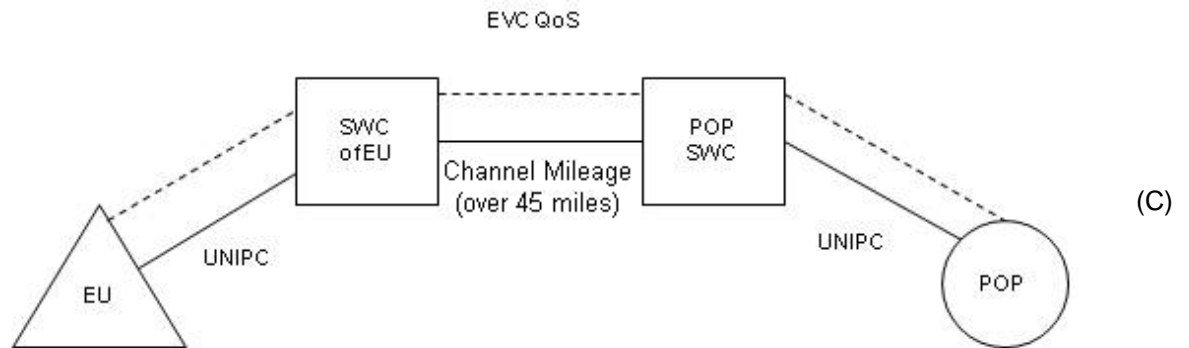 EVC QoS
SWC
ofEU
POP
SWC
Channel Mileage
(over 45 miles)
(C)
UNIPC
UNIPC
EU
POP